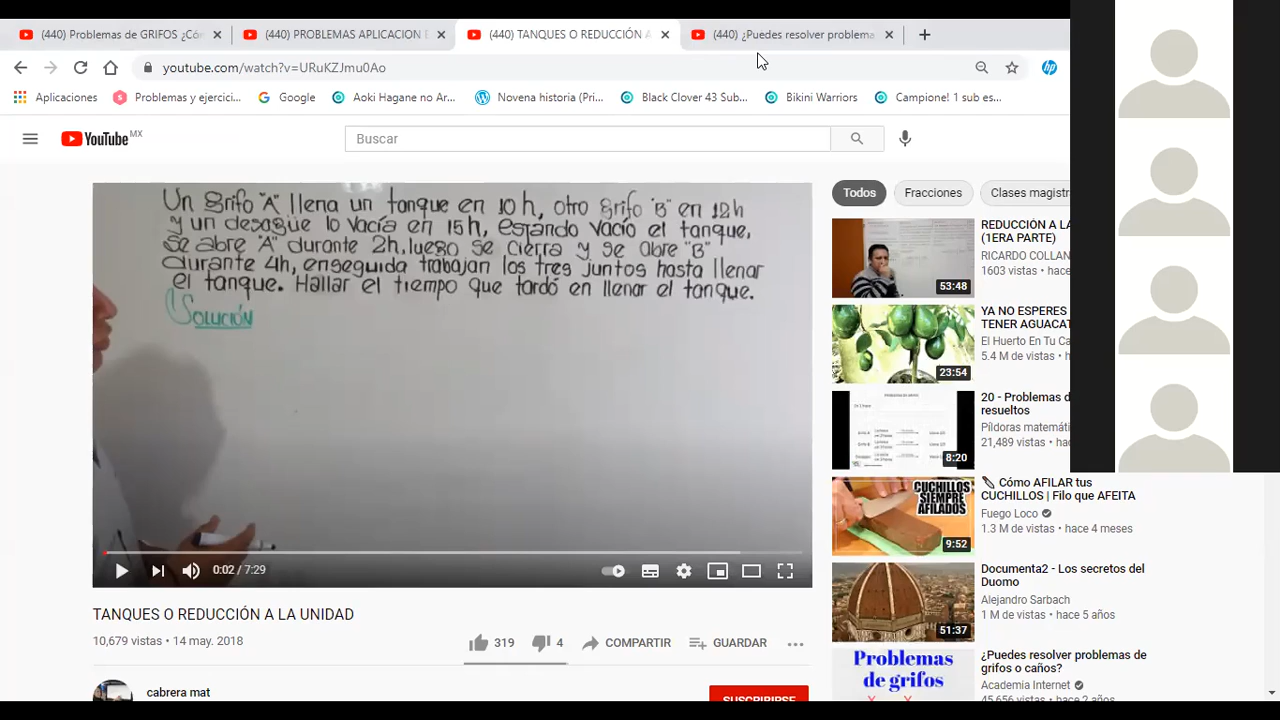 (440) Problemas de GRIFOS ¿Cór
(440) PROBLEMAS APLICACION E
(440) TANQUES O REDUCCIÓN A
(440) ¿Puedes resolver problema
youtube.com/watch?v=URuKZJmu0Ao
Aplicaciones
Problemas y ejercici...
Google
Aoki Hagane no Ar...
Novena historia (Pri...
Black Clover 43 Sub...
Bikini Warriors
Campione! 1 sub es...
YouTube MX
Buscar
Un grifo "A" llena un tanque en 10 h, otro grifo "B" en 12h
y un desagüe lo vacía en 15h, estando vacío el tanque,
se abre "A" durante 2h, luego se cierra y se abre "B"
durante 4h, enseguida trabajan los tres juntos hasta llenar
el tanque. Hallar el tiempo que tardó en llenar el tanque.
SOLUCIÓN
0:02 / 7:29
TANQUES O REDUCCIÓN A LA UNIDAD
10,679 vistas • 14 may. 2018
319
4
COMPARTIR
GUARDAR
cabrera mat
SUSCRIBIRSE
Todos
Fracciones
Clases magistr
REDUCCIÓN A LA
(1ERA PARTE)
RICARDO COLLAN
1603 vistas • ha
53:48
YA NO ESPERES
TENER AGUACAT
El Huerto En Tu Ca
5.4 M de vistas • h
23:54
20 - Problemas d
resueltos
Píldoras matemáti
21,489 vistas • ha
8:20
Cómo AFILAR tus
CUCHILLOS | Filo que AFEITA
Fuego Loco
1.3 M de vistas • hace 4 meses
CUCHILLOS
SIEMPRE
AFILADOS
9:52
Documenta2 - Los secretos del
Duomo
Alejandro Sarbach
1 M de vistas • hace 5 años
51:37
¿Puedes resolver problemas de
grifos o caños?
Academia Internet
45,656 vistas • hace 2 años
Problemas
de grifos